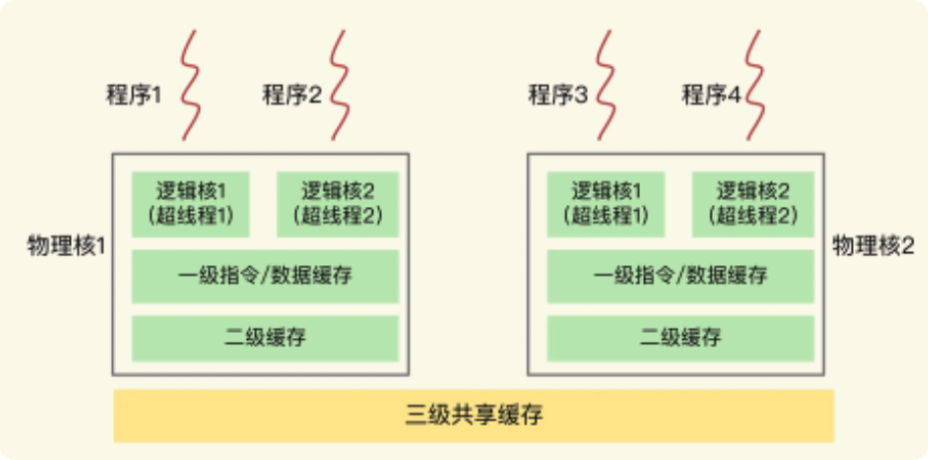 程序1
程序2
程序3
程序4
物理核1
逻辑核1
(超线程1)
逻辑核2
(超线程2)
一级指令/数据缓存
二级缓存
逻辑核1
(超线程1)
逻辑核2
(超线程2)
一级指令/数据缓存
二级缓存
物理核2
三级共享缓存